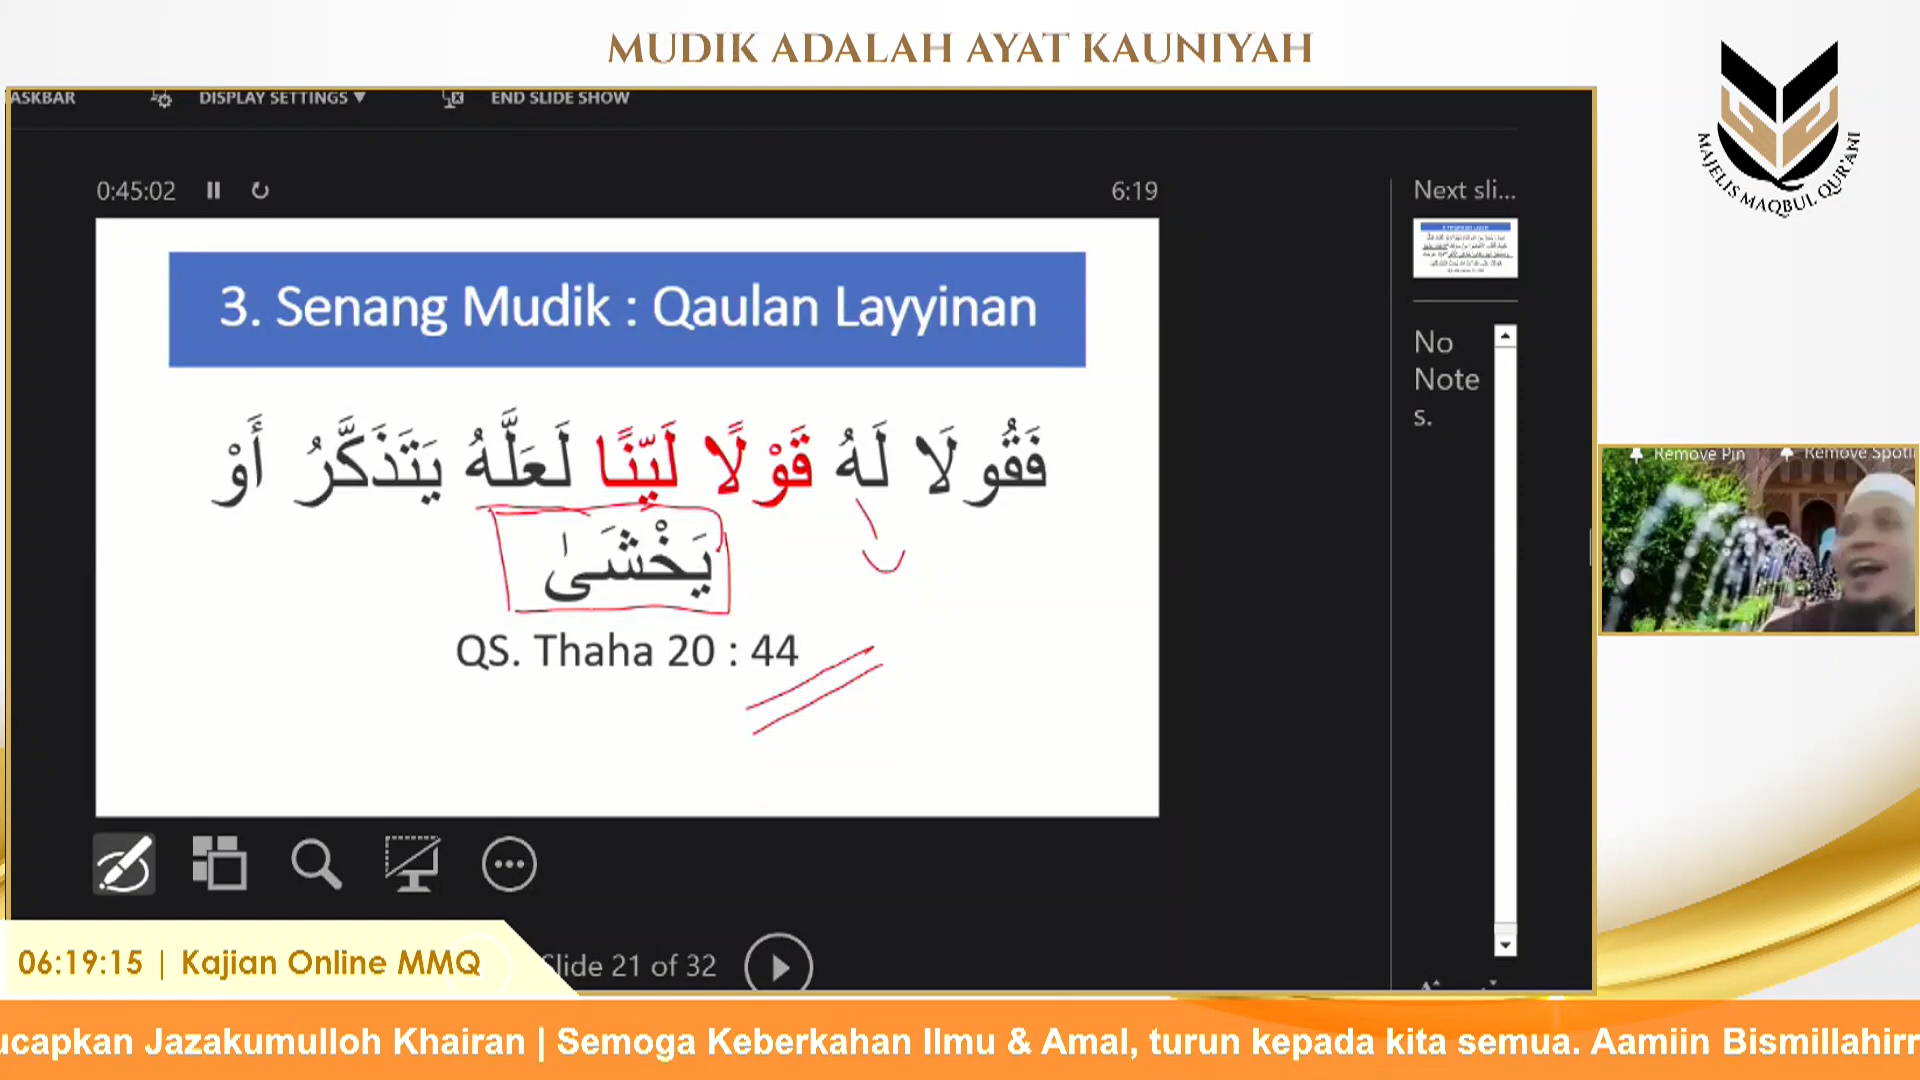 MUDIK ADALAH AYAT KAUNIYAH
MAJELIS MAQBUL QUR'ANI
ASKBAR DISPLAY SETTINGS ▼ END SLIDE SHOW
0:45:02 6:19
Next sli...
3. Senang Mudik : Qaulan Layyinan
فَقُولَا لَهُ قَوْلًا لَيِّنًا لَعَلَّهُ يَتَذَكَّرُ أَوْ
يَخْشَىٰ
QS. Thaha 20 : 44
No
Note
s.
Remove Pin Remove Spotl
Slide 21 of 32
06:19:15 | Kajian Online MMQ
ucapkan Jazakumulloh Khairan | Semoga Keberkahan Ilmu & Amal, turun kepada kita semua. Aamiin Bismillahirr